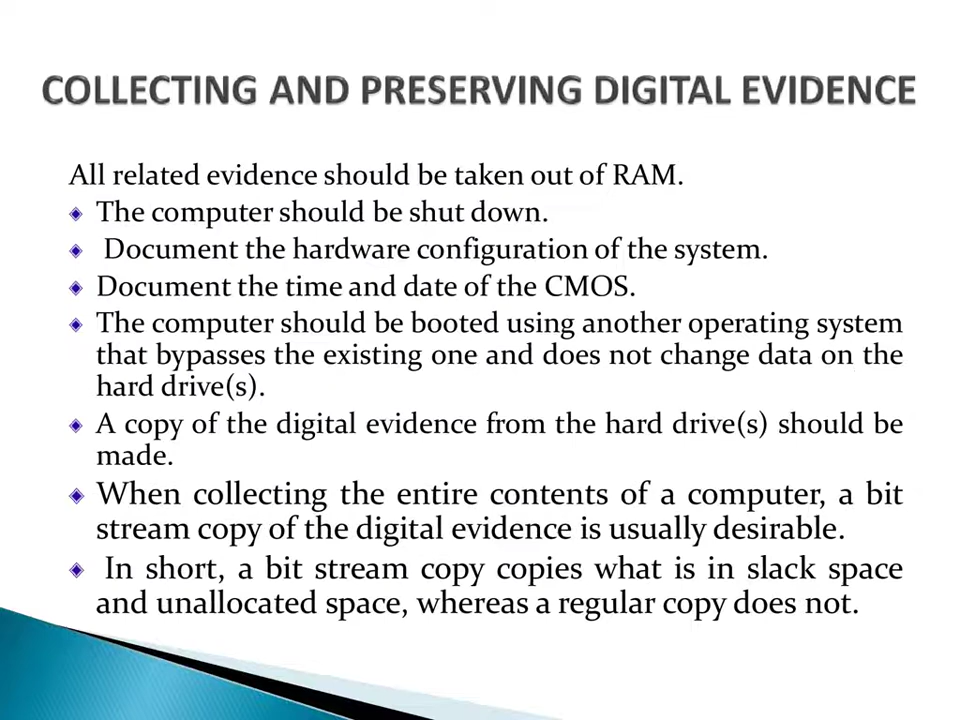 COLLECTING AND PRESERVING DIGITAL EVIDENCE
All related evidence should be taken out of RAM.
The computer should be shut down.
Document the hardware configuration of the system.
Document the time and date of the CMOS.
The computer should be booted using another operating system
that bypasses the existing one and does not change data on the
hard drive(s).
A copy of the digital evidence from the hard drive(s) should be
made.
When collecting the entire contents of a computer, a bit
stream copy of the digital evidence is usually desirable.
In short, a bit stream copy copies what is in slack space
and unallocated space, whereas a regular copy does not.